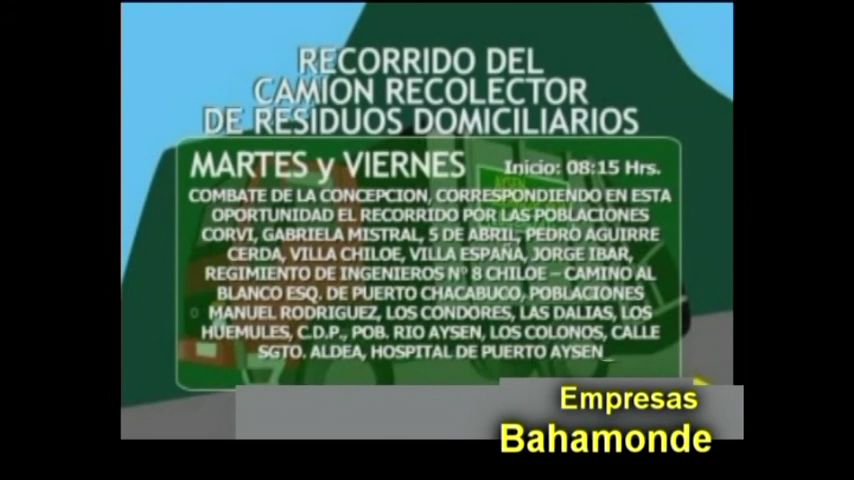 RECORRIDO DEL
CAMION RECOLECTOR
DE RESIDUOS DOMICILIARIOS
MARTES y VIERNES Inicio: 08:15 Hrs.
COMBATE DE LA CONCEPCION, CORRESPONDIENDO EN ESTA
OPORTUNIDAD EL RECORRIDO POR LAS POBLACIONES
CORVI, GABRIELA MISTRAL, 5 DE ABRIL, PEDRO AGUIRRE
CERDA, VILLA CHILOE, VILLA ESPAÑA, JORGE IBAR,
REGIMIENTO DE INGENIEROS Nº 8 CHILOE – CAMINO AL
BLANCO ESQ. DE PUERTO CHACABUCO, POBLACIONES
MANUEL RODRIGUEZ, LOS CONDORES, LAS DALIAS, LOS
HUEMULES, C.D.P., POB. RIO AYSEN, LOS COLONOS, CALLE
SGTO. ALDEA, HOSPITAL DE PUERTO AYSEN_
Empresas
Bahamonde